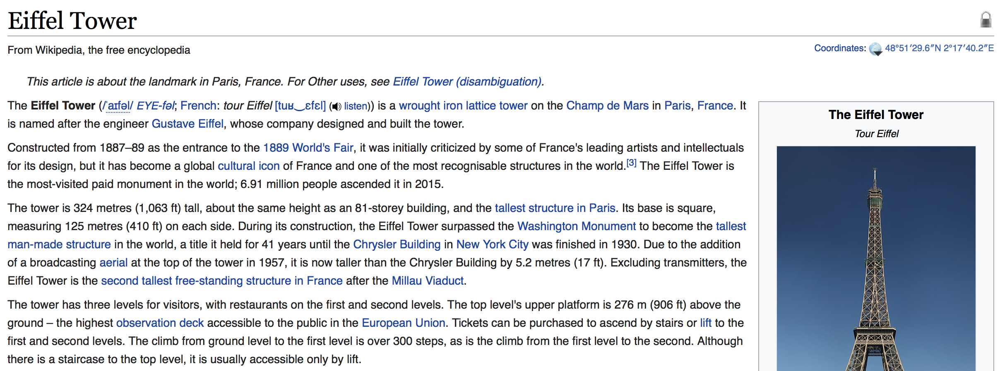 Eiffel Tower
From Wikipedia, the free encyclopedia
Coordinates: 48°51′29.6″N 2°17′40.2″E
This article is about the landmark in Paris, France. For Other uses, see Eiffel Tower (disambiguation).
The Eiffel Tower (/ˈaɪfəl/ EYE-fəl; French: tour Eiffel [tuʁ‿ɛfɛl] (listen)) is a wrought iron lattice tower on the Champ de Mars in Paris, France. It
is named after the engineer Gustave Eiffel, whose company designed and built the tower.
Constructed from 1887–89 as the entrance to the 1889 World's Fair, it was initially criticized by some of France's leading artists and intellectuals
for its design, but it has become a global cultural icon of France and one of the most recognisable structures in the world.[3] The Eiffel Tower is
the most-visited paid monument in the world; 6.91 million people ascended it in 2015.
The tower is 324 metres (1,063 ft) tall, about the same height as an 81-storey building, and the tallest structure in Paris. Its base is square,
measuring 125 metres (410 ft) on each side. During its construction, the Eiffel Tower surpassed the Washington Monument to become the tallest
man-made structure in the world, a title it held for 41 years until the Chrysler Building in New York City was finished in 1930. Due to the addition
of a broadcasting aerial at the top of the tower in 1957, it is now taller than the Chrysler Building by 5.2 metres (17 ft). Excluding transmitters, the
Eiffel Tower is the second tallest free-standing structure in France after the Millau Viaduct.
The tower has three levels for visitors, with restaurants on the first and second levels. The top level's upper platform is 276 m (906 ft) above the
ground – the highest observation deck accessible to the public in the European Union. Tickets can be purchased to ascend by stairs or lift to the
first and second levels. The climb from ground level to the first level is over 300 steps, as is the climb from the first level to the second. Although
there is a staircase to the top level, it is usually accessible only by lift.
The Eiffel Tower
Tour Eiffel